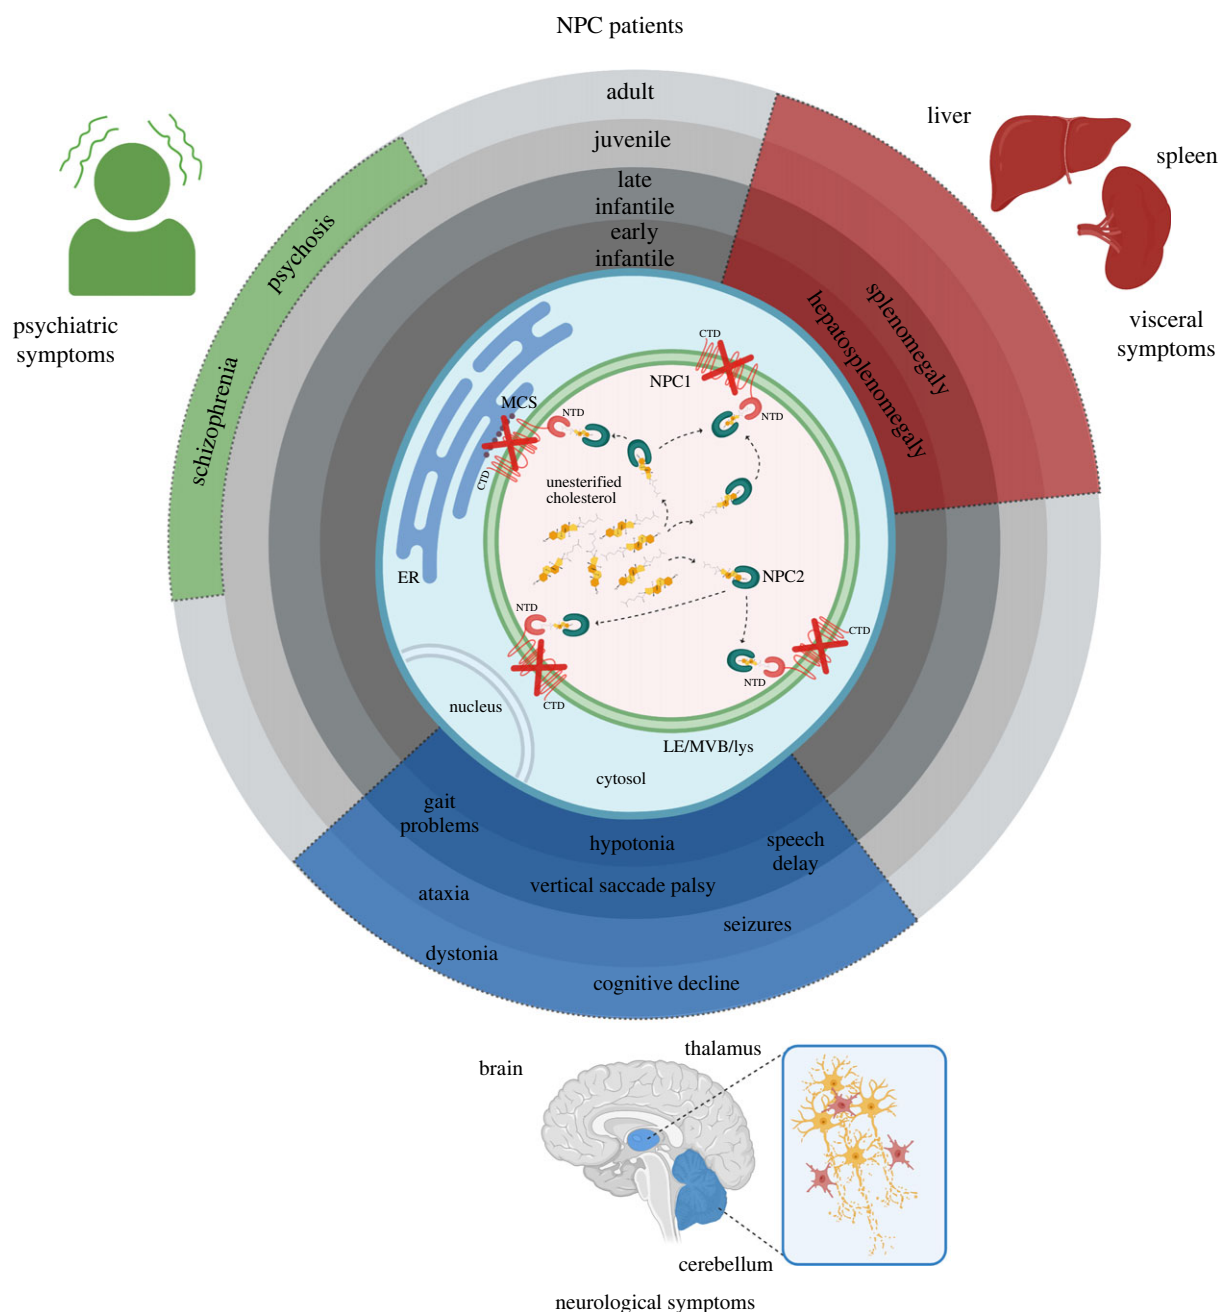 NPC patients
adult
juvenile
late
infantile
early
infantile
liver
spleen
visceral
symptoms
splenomegaly
hepatosplenomegaly
psychosis
schizophrenia
psychiatric
symptoms
CTD
NPC1
NTD
MCS
NTD
CTD
unesterified
cholesterol
ER
NPC2
NTD
CTD
NTD
CTD
nucleus
LE/MVB/lys
cytosol
gait
problems
hypotonia
speech
delay
vertical saccade palsy
ataxia
seizures
dystonia
cognitive decline
brain
thalamus
cerebellum
neurological symptoms